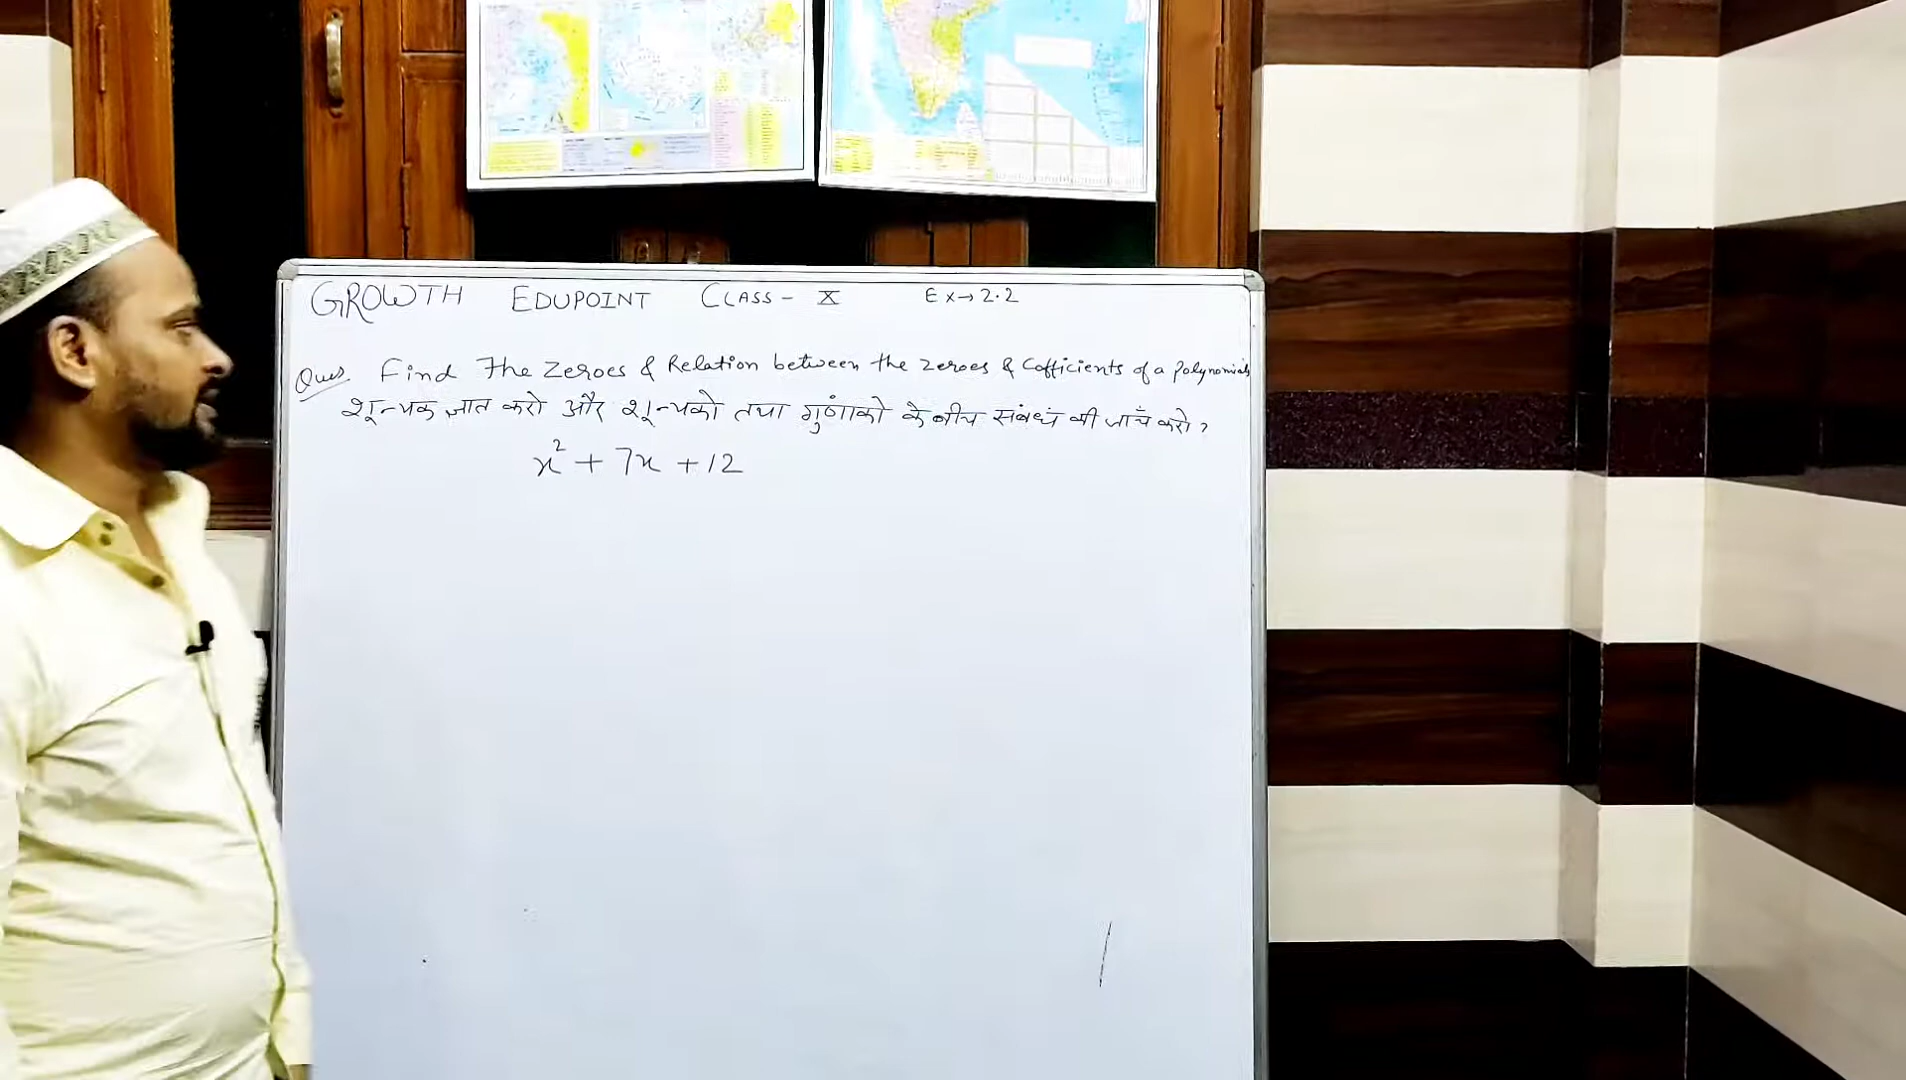 GROWTH EDUPOINT CLASS - X Ex→2.2
Ques Find The Zeroes & Relation between the Zeroes & Cofficients of a Polynomials
शून्यक ज्ञात करो और शून्यको तथा गुणांको के बीच संबंध की जाँच करो ?
x² + 7x + 12